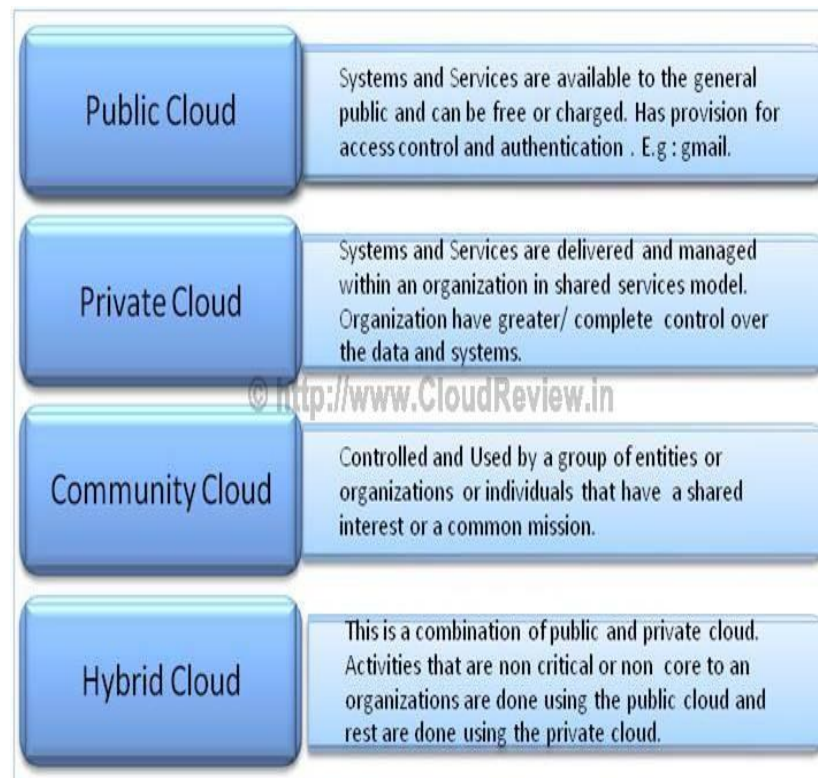 Public Cloud
Systems and Services are available to the general
public and can be free or charged. Has provision for
access control and authentication . E.g : gmail.
Private Cloud
Systems and Services are delivered and managed
within an organization in shared services model.
Organization have greater/ complete control over
the data and systems.
© http://www.CloudReview.in
Community Cloud
Controlled and Used by a group of entities or
organizations or individuals that have a shared
interest or a common mission.
Hybrid Cloud
This is a combination of public and private cloud.
Activities that are non critical or non core to an
organizations are done using the public cloud and
rest are done using the private cloud.